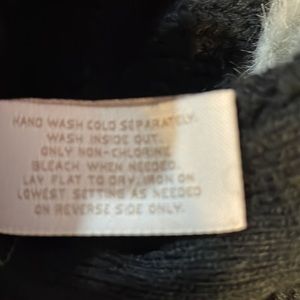 HAND WASH COLD SEPARATELY.
WASH INSIDE OUT.
ONLY NON-CHLORINE
BLEACH WHEN NEEDED.
LAY FLAT TO DRY. IRON ON
LOWEST SETTING AS NEEDED
ON REVERSE SIDE ONLY.